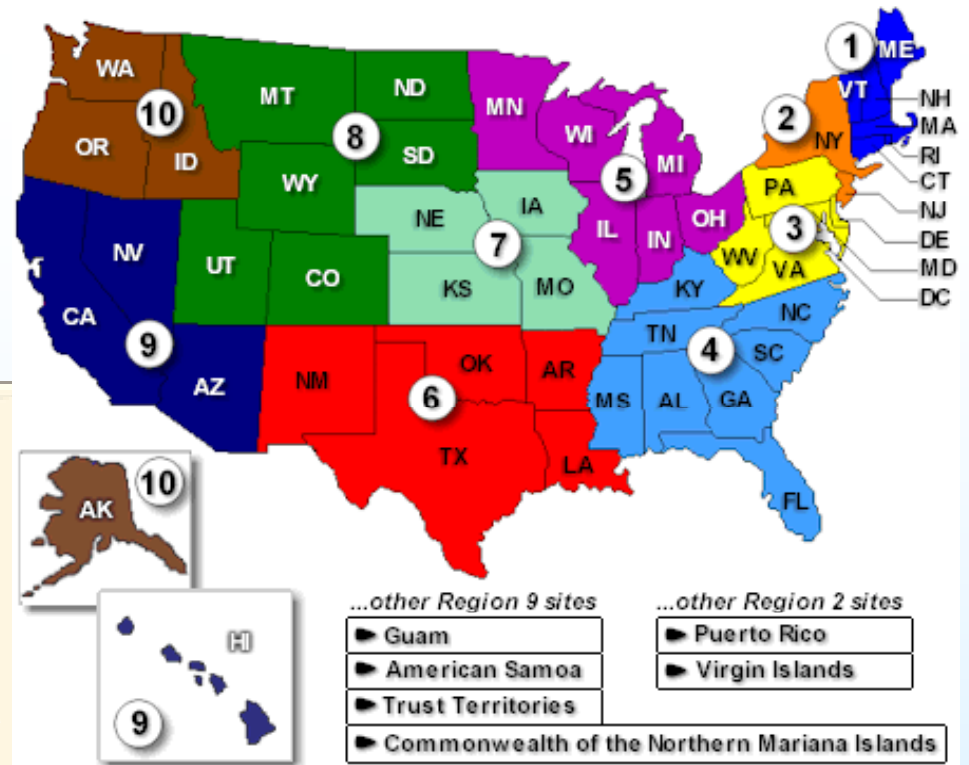 1
ME
WA
VT
MT
ND
MN
NH
10
2
MA
8
WI
NY
OR
ID
SD
MI
RI
5
CT
WY
PA
IA
NJ
NE
OH
3
IL
IN
DE
NV
7
WV
MD
UT
VA
CO
KS
MO
DC
KY
CA
NC
TN
9
4
SC
OK
AR
NM
AZ
6
MS
AL
GA
TX
LA
10
FL
AK
...other Region 9 sites
...other Region 2 sites
Guam
Puerto Rico
HI
American Samoa
Virgin Islands
Trust Territories
9
Commonwealth of the Northern Mariana Islands